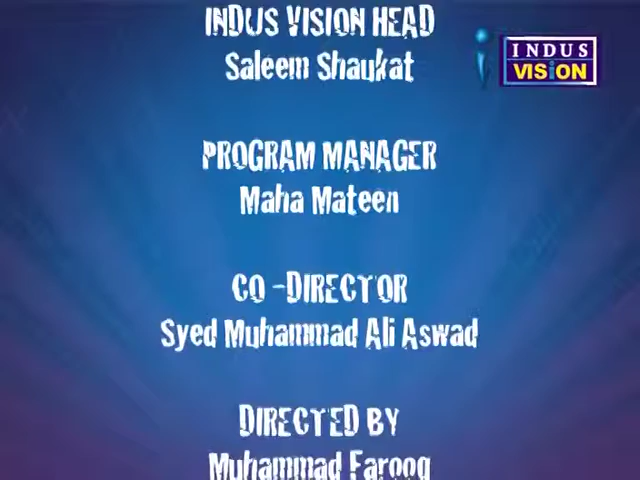 INDUS VISION HEAD
Saleem Shaukat
INDUS
VISiON
PROGRAM MANAGER
Maha Mateen
CO-DIRECTOR
Syed Muhammad Ali Aswad
DIRECTED BY
Muhammad Farooq